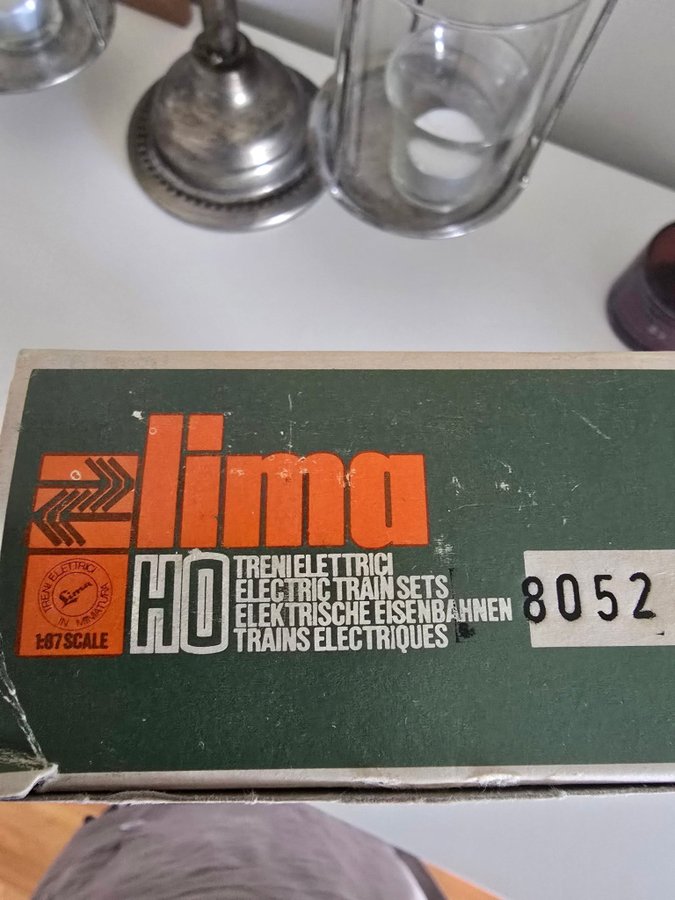 lima
TRENI ELETTRICI
Lima
IN MINIATURA
1:87 SCALE
HO
TRENI ELETTRICI
ELECTRIC TRAIN SETS
ELEKTRISCHE EISENBAHNEN
TRAINS ELECTRIQUES
8052